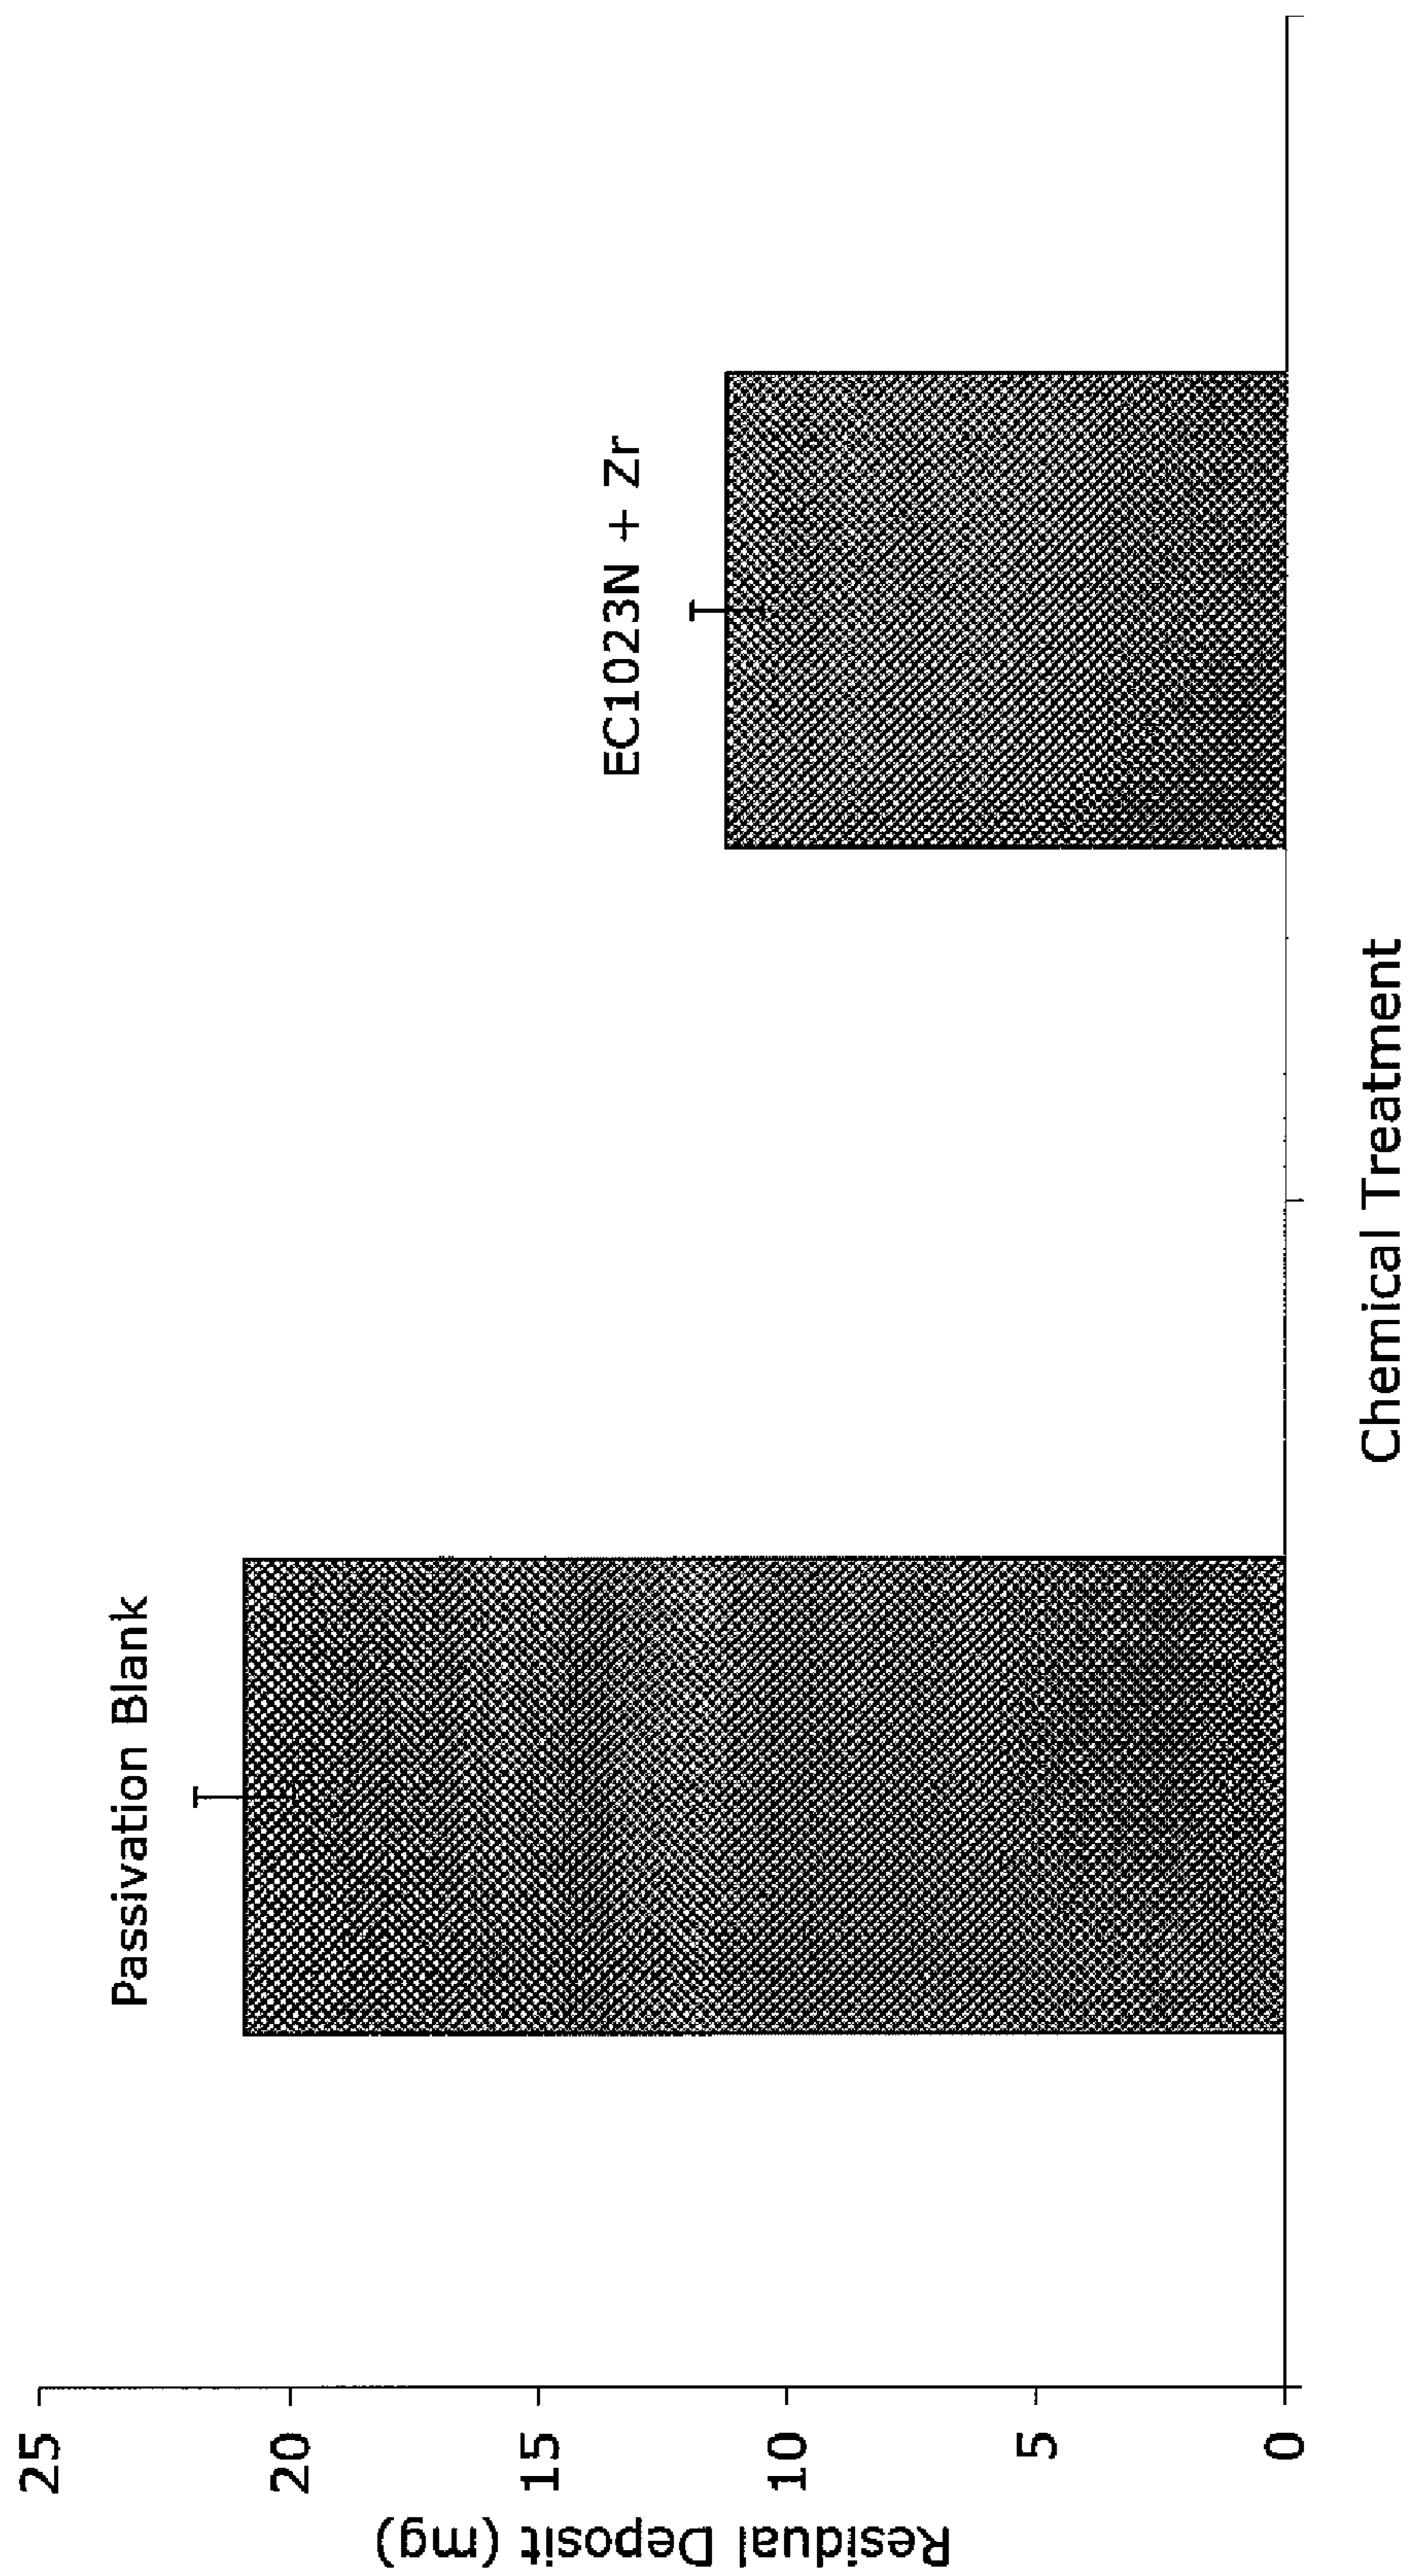 Residual Deposit (mg)
25
20
15
10
5
0
Passivation Blank
EC1023N + Zr
Chemical Treatment